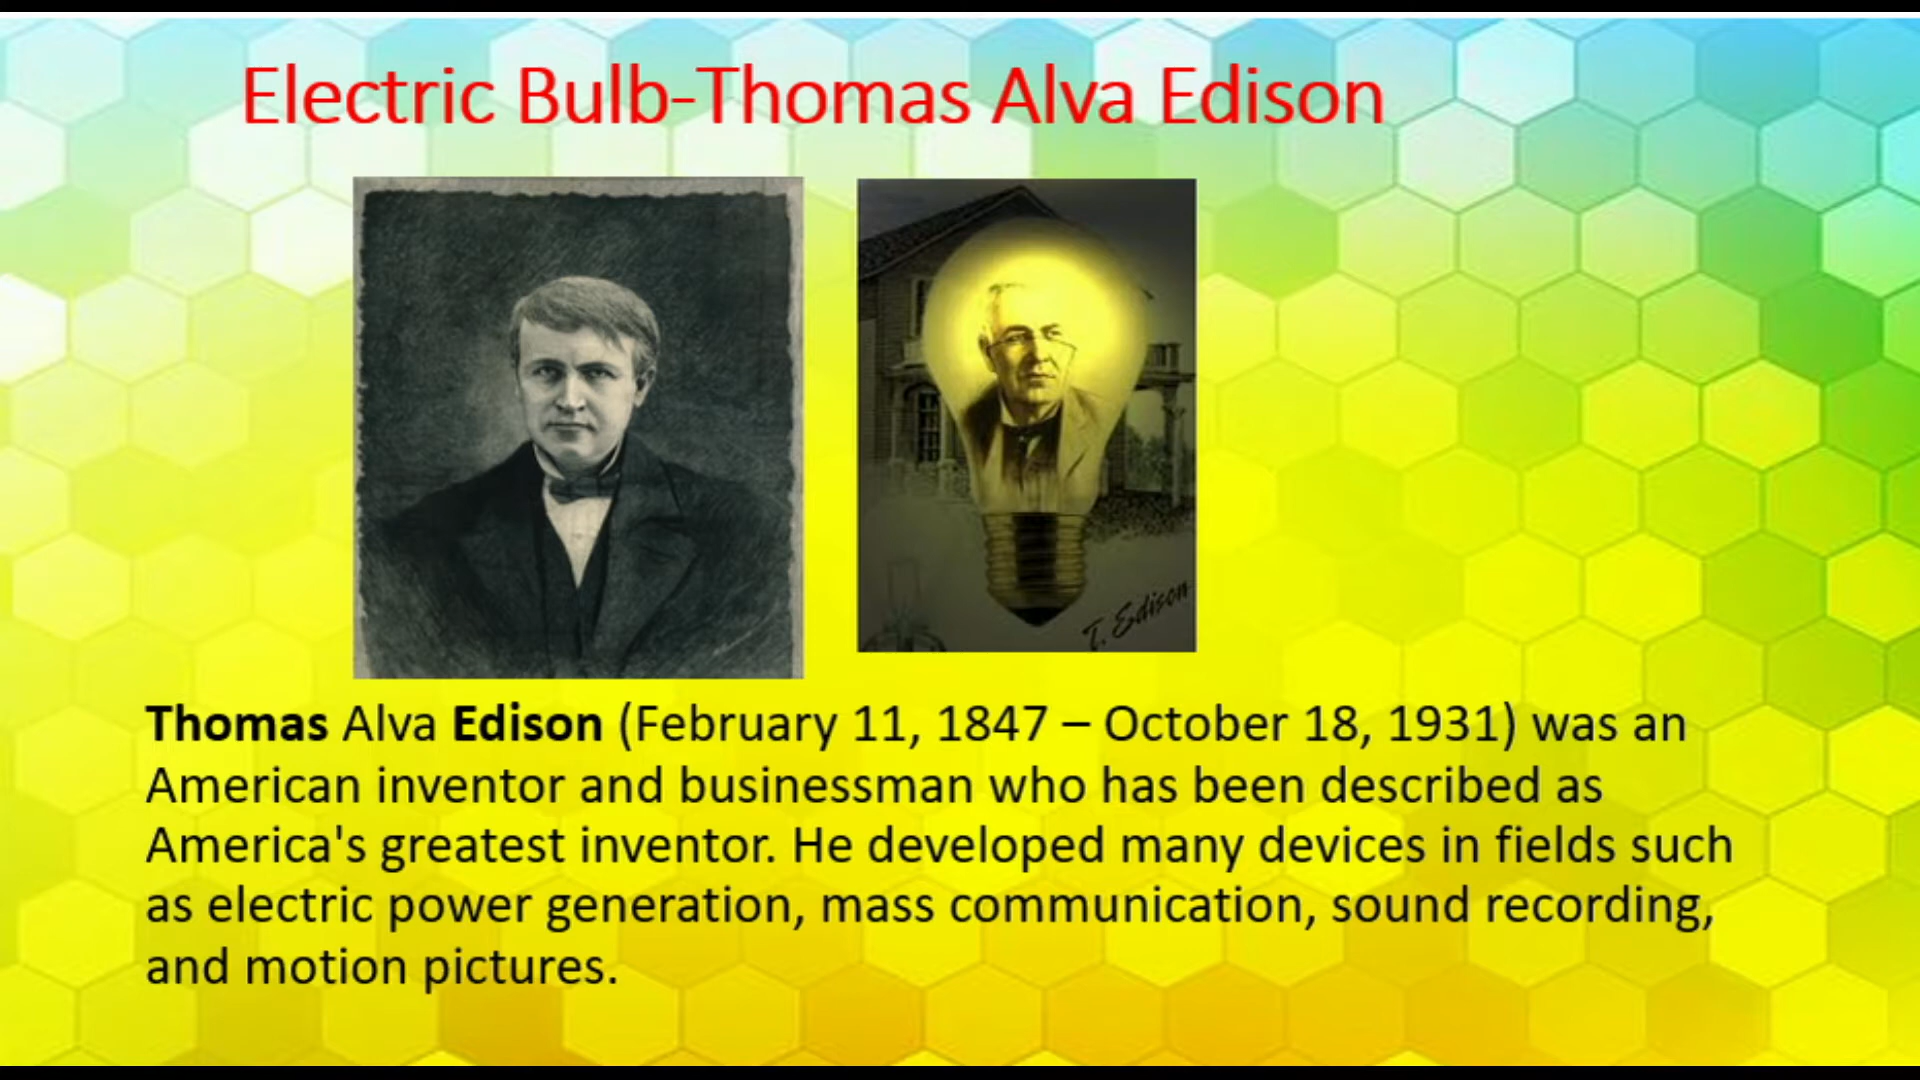 Electric Bulb-Thomas Alva Edison
T. Edison
Thomas Alva Edison (February 11, 1847 – October 18, 1931) was an
American inventor and businessman who has been described as
America's greatest inventor. He developed many devices in fields such
as electric power generation, mass communication, sound recording,
and motion pictures.